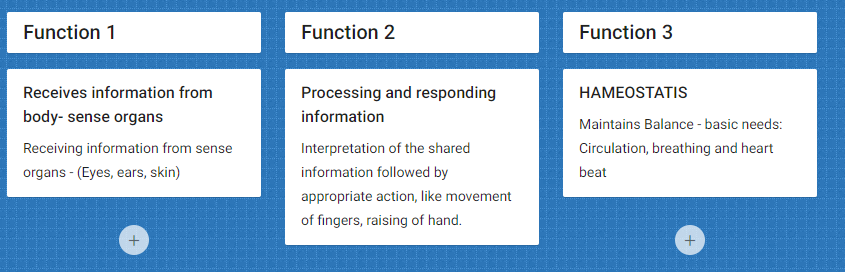 Function 1
Receives information from
body- sense organs
Receiving information from sense
organs - (Eyes, ears, skin)
Function 2
Processing and responding
information
Interpretation of the shared
information followed by
appropriate action, like movement
of fingers, raising of hand.
Function 3
HAMEOSTATIS
Maintains Balance - basic needs:
Circulation, breathing and heart
beat